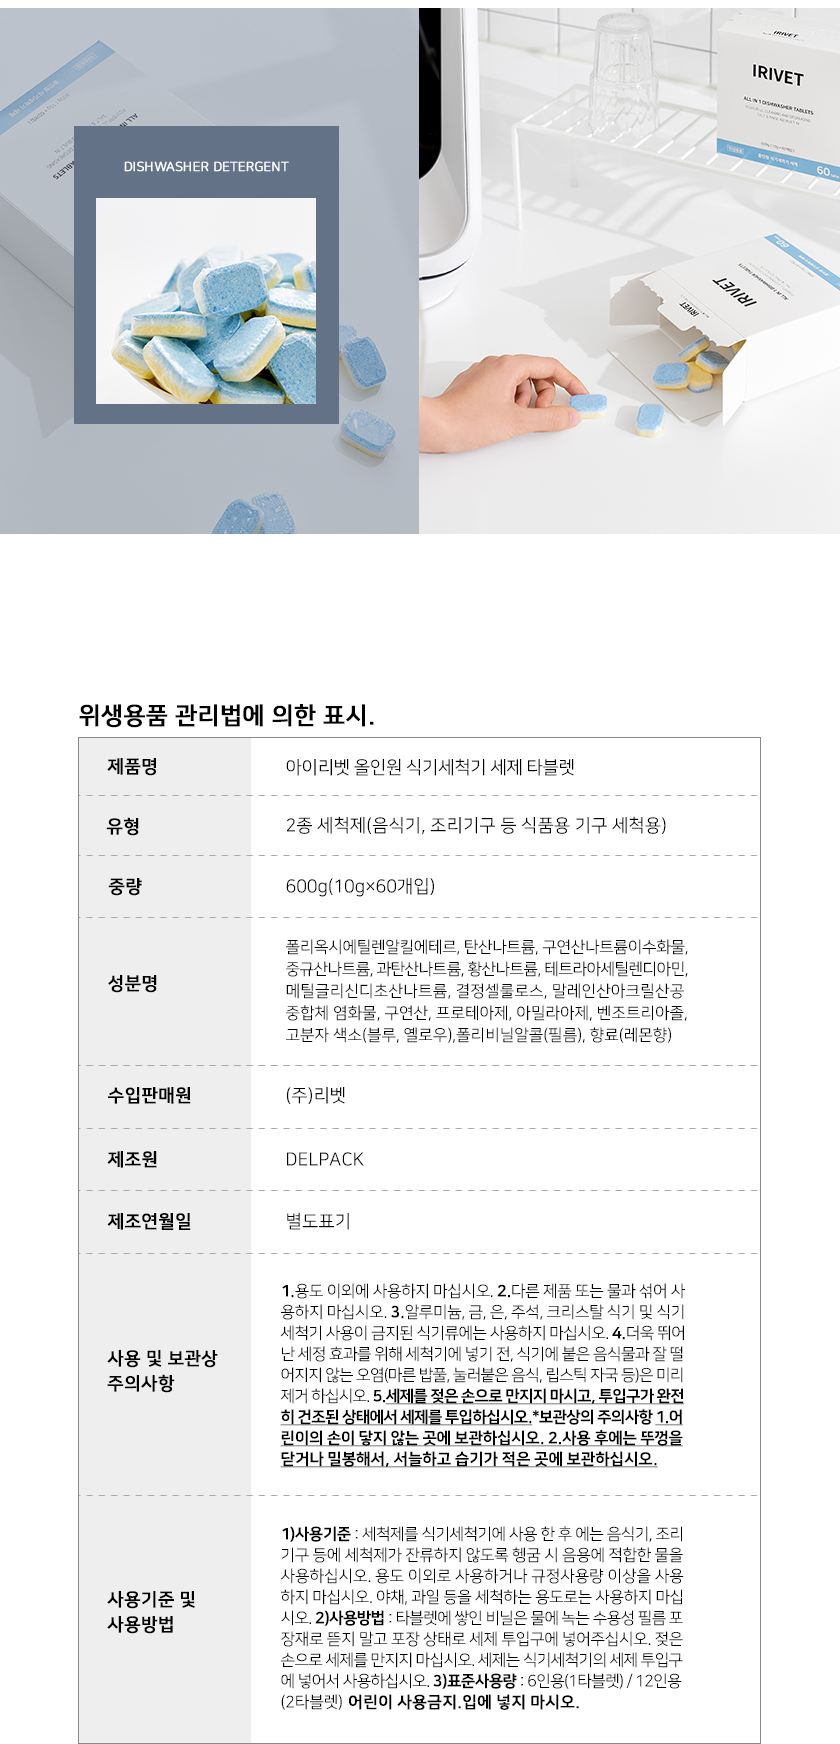 DISHWASHER DETERGENT
IRIVET
IRIVET
ALL IN 1 DISHWASHER TABLETS
60
IRIVET
IRIVET
위생용품 관리법에 의한 표시.
제품명 아이리벳 올인원 식기세척기 세제 타블렛
유형 2종 세척제(음식기, 조리기구 등 식품용 기구 세척용)
중량 600g(10g×60개입)
성분명
폴리옥시에틸렌알킬에테르, 탄산나트륨, 구연산나트륨이수화물,
중규산나트륨, 과탄산나트륨, 황산나트륨, 테트라아세틸렌디아민,
메틸글리신디초산나트륨, 결정셀룰로스, 말레인산아크릴산공
중합체 염화물, 구연산, 프로테아제, 아밀라아제, 벤조트리아졸,
고분자 색소(블루, 옐로우),폴리비닐알콜(필름), 향료(레몬향)
수입판매원 (주)리벳
제조원 DELPACK
제조연월일 별도표기
사용 및 보관상
주의사항
1.용도 이외에 사용하지 마십시오. 2.다른 제품 또는 물과 섞어 사
용하지 마십시오. 3.알루미늄, 금, 은, 주석, 크리스탈 식기 및 식기
세척기 사용이 금지된 식기류에는 사용하지 마십시오. 4.더욱 뛰어
난 세정 효과를 위해 세척기에 넣기 전, 식기에 붙은 음식물과 잘 떨
어지지 않는 오염(마른 밥풀, 눌러붙은 음식, 립스틱 자국 등)은 미리
제거 하십시오. 5.세제를 젖은 손으로 만지지 마시고, 투입구가 완전
히 건조된 상태에서 세제를 투입하십시오.*보관상의 주의사항 1.어
린이의 손이 닿지 않는 곳에 보관하십시오. 2.사용 후에는 뚜껑을
닫거나 밀봉해서, 서늘하고 습기가 적은 곳에 보관하십시오.
사용기준 및
사용방법
1)사용기준 : 세척제를 식기세척기에 사용 한 후 에는 음식기, 조리
기구 등에 세척제가 잔류하지 않도록 헹굼 시 음용에 적합한 물을
사용하십시오. 용도 이외로 사용하거나 규정사용량 이상을 사용
하지 마십시오. 야채, 과일 등을 세척하는 용도로는 사용하지 마십
시오. 2)사용방법 : 타블렛에 쌓인 비닐은 물에 녹는 수용성 필름 포
장재로 뜯지 말고 포장 상태로 세제 투입구에 넣어주십시오. 젖은
손으로 세제를 만지지 마십시오. 세제는 식기세척기의 세제 투입구
에 넣어서 사용하십시오. 3)표준사용량 : 6인용(1타블렛) / 12인용
(2타블렛) 어린이 사용금지.입에 넣지 마시오.